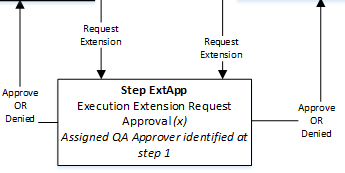 Request
Extension
Request
Extension
Approve
OR
Denied
Step ExtApp
Execution Extension Request
Approval (x)
Assigned QA Approver identified at
step 1
Approve
OR
Denied